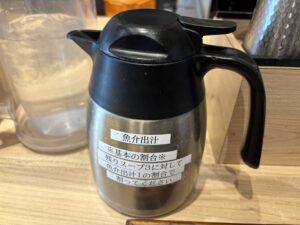 魚介出汁
※基本の割合※
残りスープ3に対して
魚介出汁1の割合で
割ってください